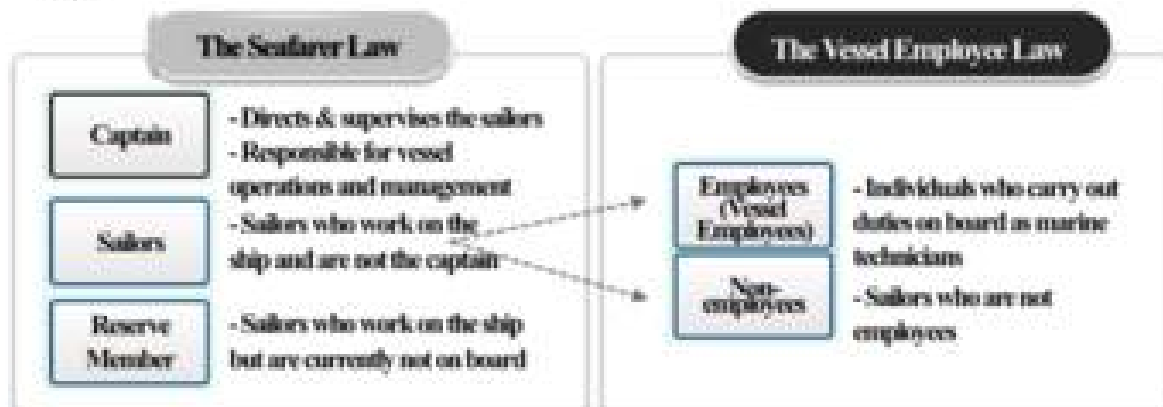 The Seafarer Law
Captain
- Directs & supervises the sailors
- Responsible for vessel
operations and management
Sailors
- Sailors who work on the
ship and are not the captain
Reserve
Member
- Sailors who work on the ship
but are currently not on board
The Vessel Employee Law
Employees
(Vessel
Employees)
- Individuals who carry out
duties on board as marine
technicians
Non-
employees
- Sailors who are not
employees